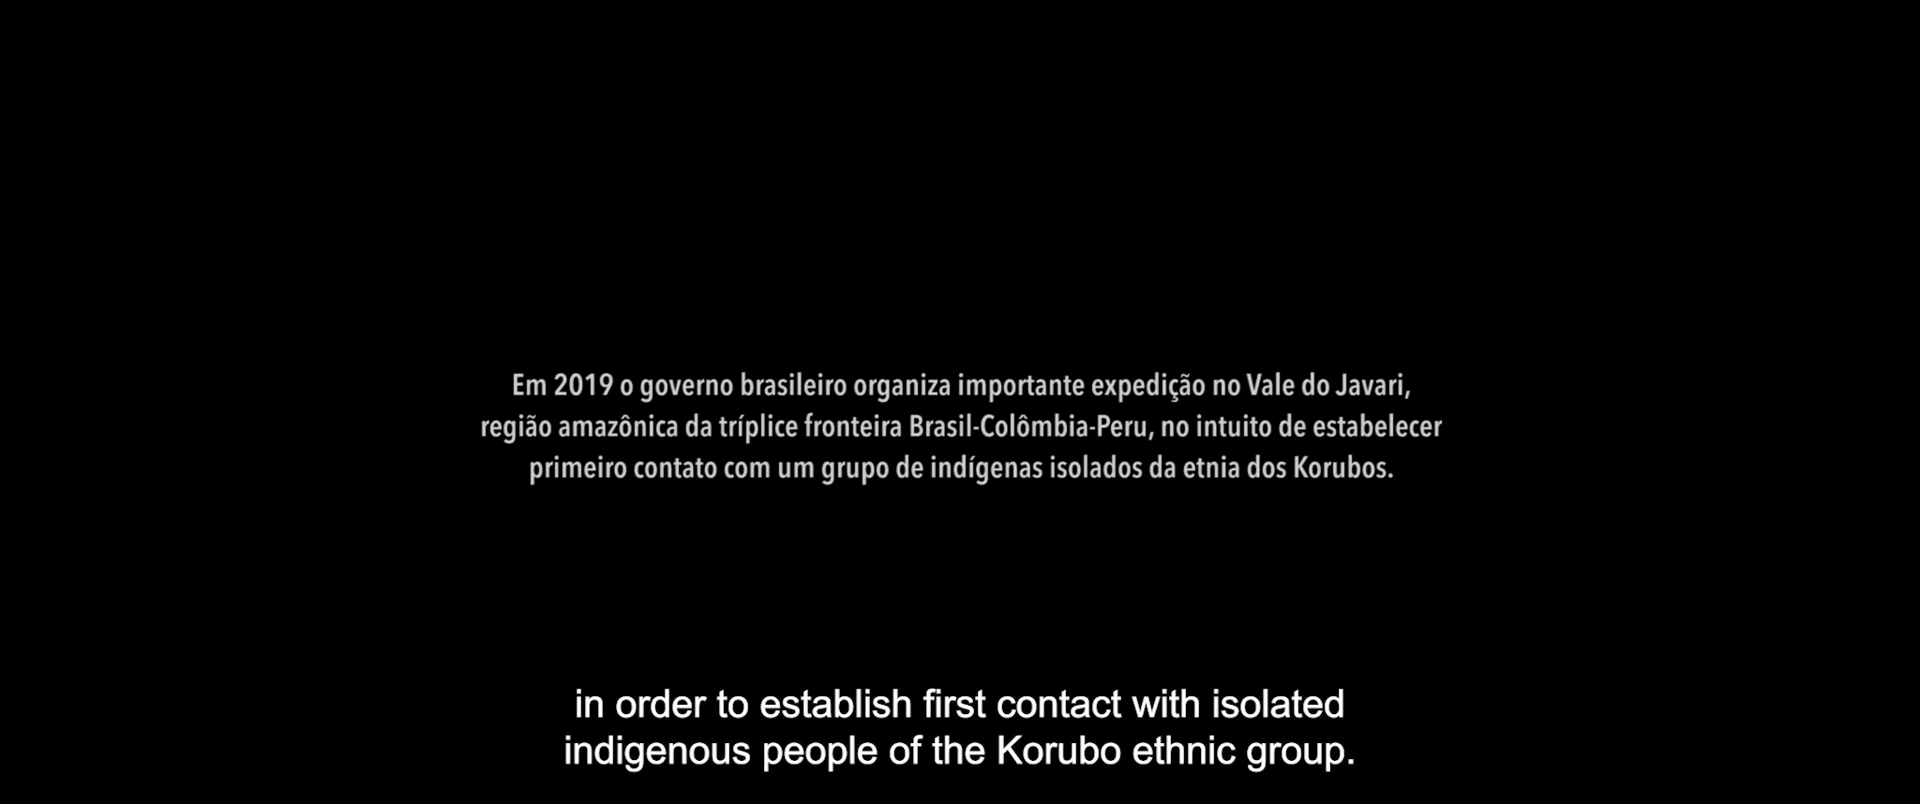 Em 2019 o governo brasileiro organiza importante expedição no Vale do Javari,
região amazônica da tríplice fronteira Brasil-Colômbia-Peru, no intuito de estabelecer
primeiro contato com um grupo de indígenas isolados da etnia dos Korubos.
in order to establish first contact with isolated
indigenous people of the Korubo ethnic group.